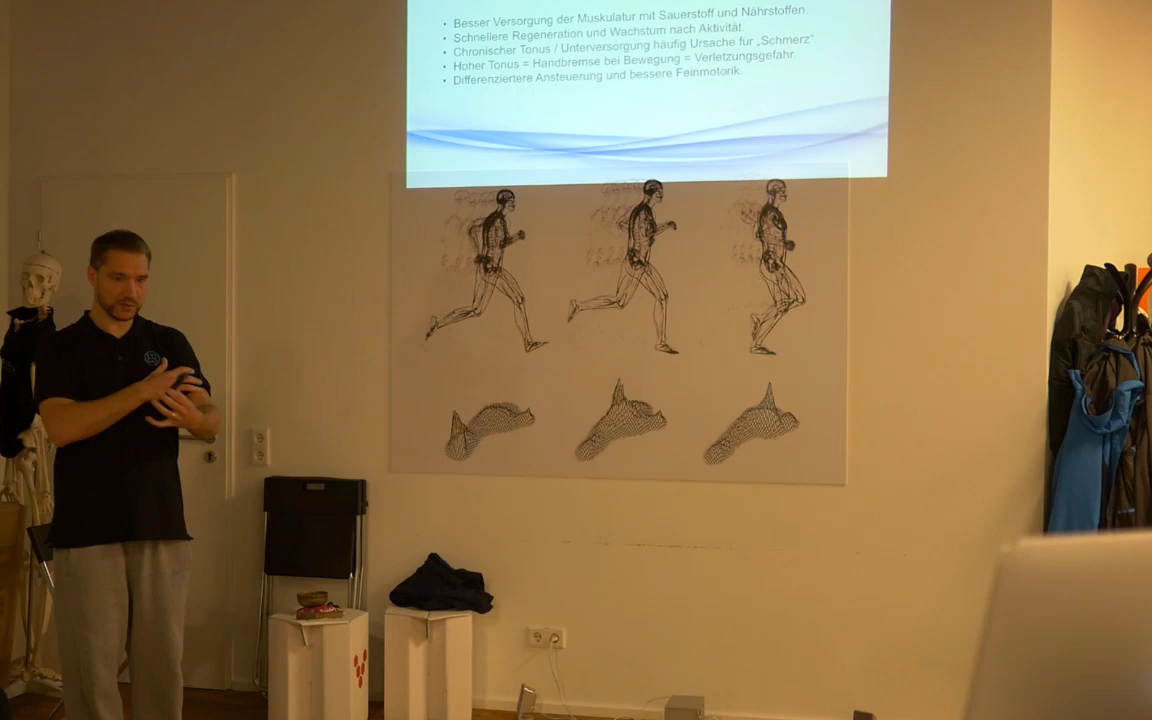 • Besser Versorgung der Muskulatur mit Sauerstoff und Nährstoffen.
• Schnellere Regeneration und Wachstum nach Aktivität.
• Chronischer Tonus / Unterversorgung häufig Ursache für „Schmerz“
• Hoher Tonus = Handbremse bei Bewegung = Verletzungsgefahr.
• Differenziertere Ansteuerung und bessere Feinmotorik.